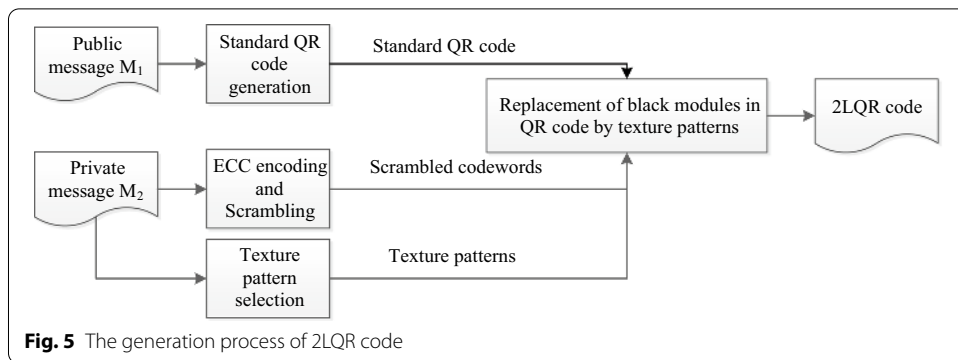 Public
message M₁
Standard QR
code
generation
Standard QR code
Replacement of black modules in
QR code by texture patterns
2LQR code
Private
message M₂
ECC encoding
and
Scrambling
Scrambled codewords
Texture
pattern
selection
Texture patterns
Fig. 5 The generation process of 2LQR code